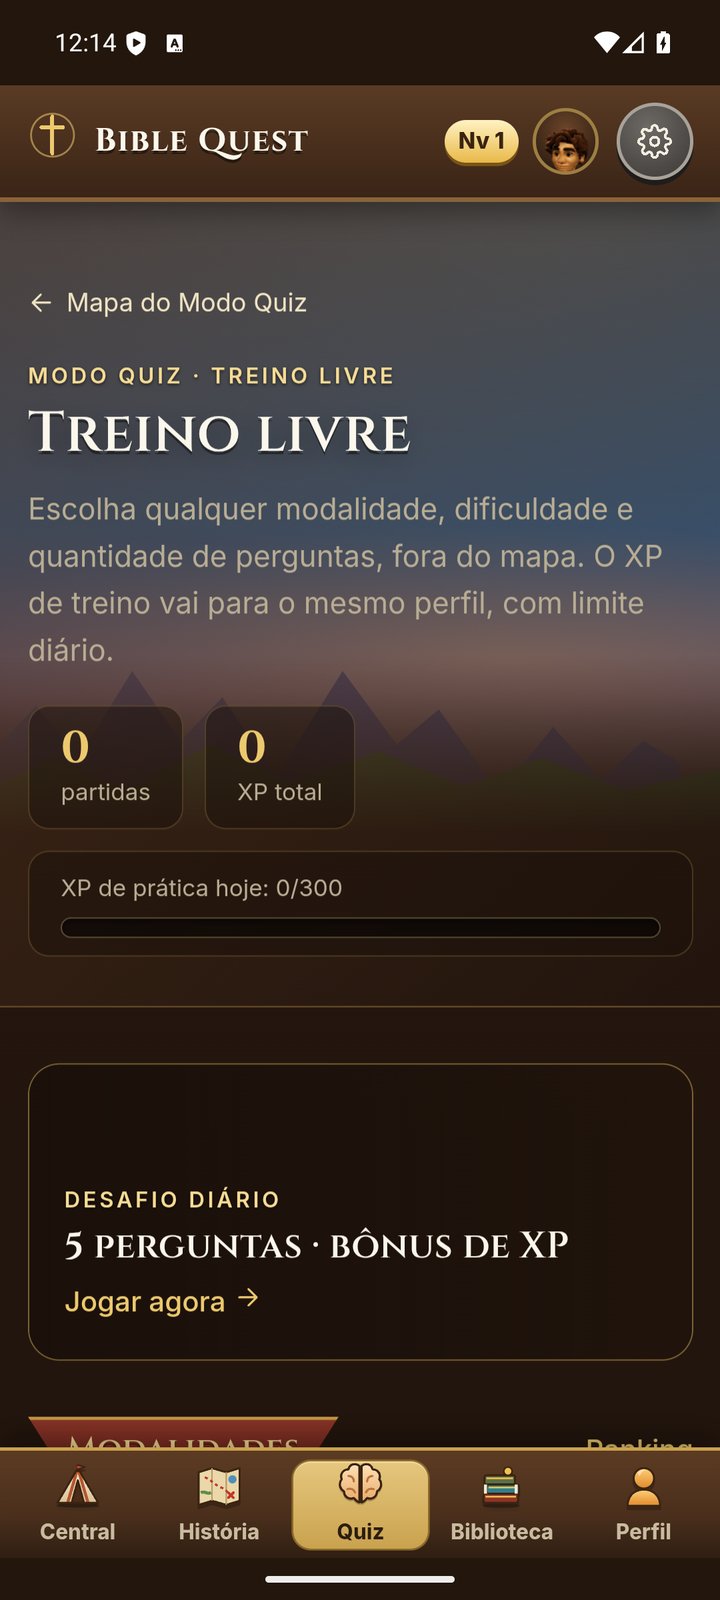 12:14
Bible Quest
Nv 1
← Mapa do Modo Quiz
MODO QUIZ · TREINO LIVRE
Treino livre
Escolha qualquer modalidade, dificuldade e
quantidade de perguntas, fora do mapa. O XP
de treino vai para o mesmo perfil, com limite
diário.
0
partidas
0
XP total
XP de prática hoje: 0/300
DESAFIO DIÁRIO
5 perguntas · bônus de XP
Jogar agora →
Modalidades
Ranking
Central
História
Quiz
Biblioteca
Perfil